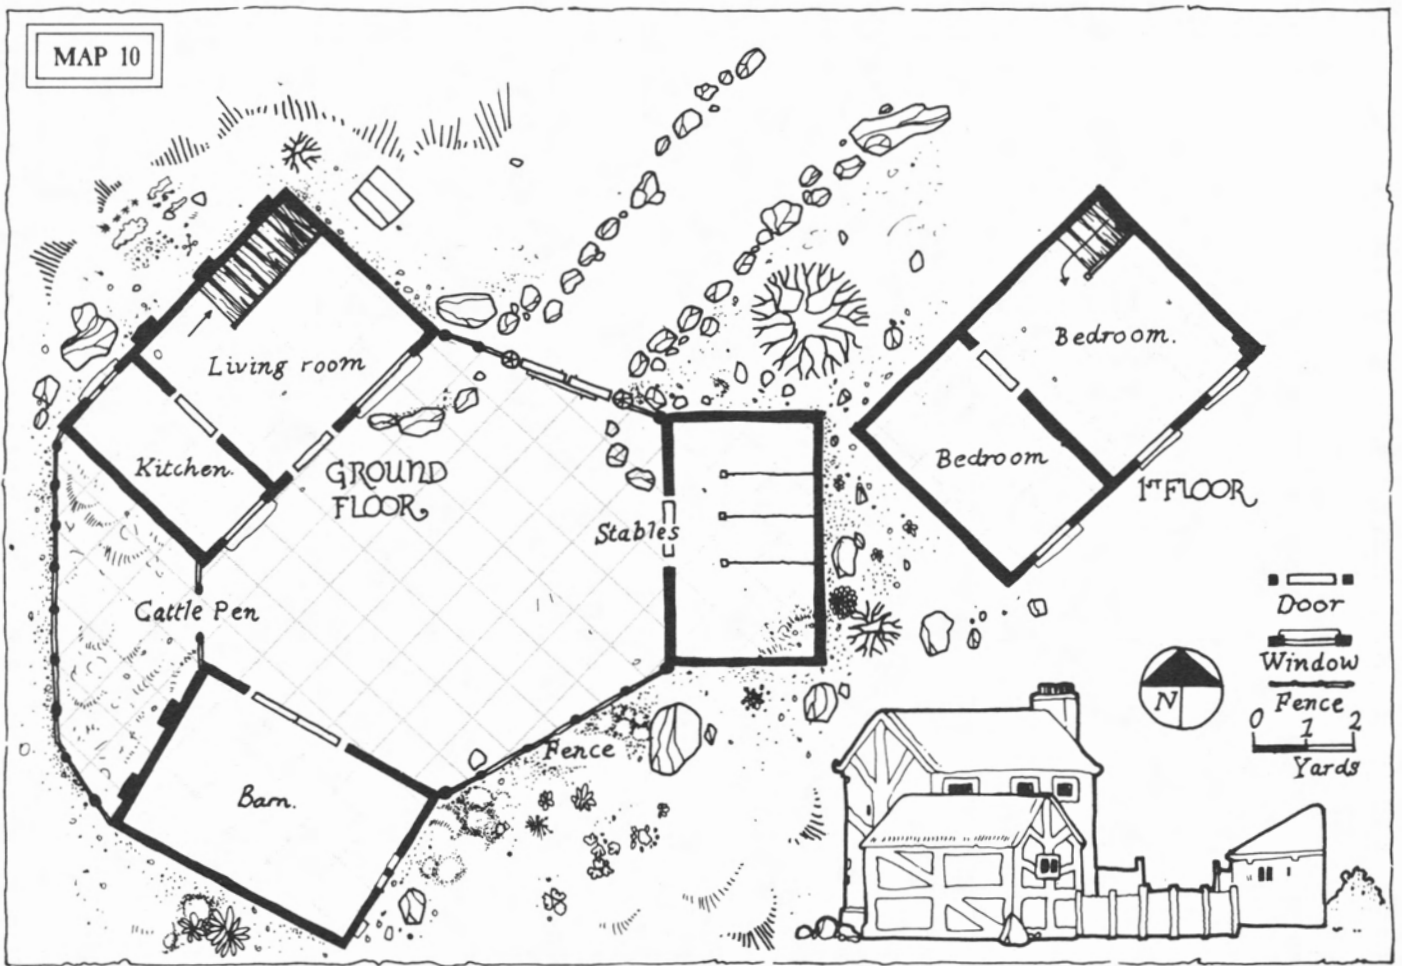 MAP 10
Living room
Kitchen.
GROUND
FLOOR
Stables
Cattle Pen
Barn.
Fence
Bedroom.
Bedroom
1ST FLOOR
Door
Window
Fence
N
0 1 2
Yards